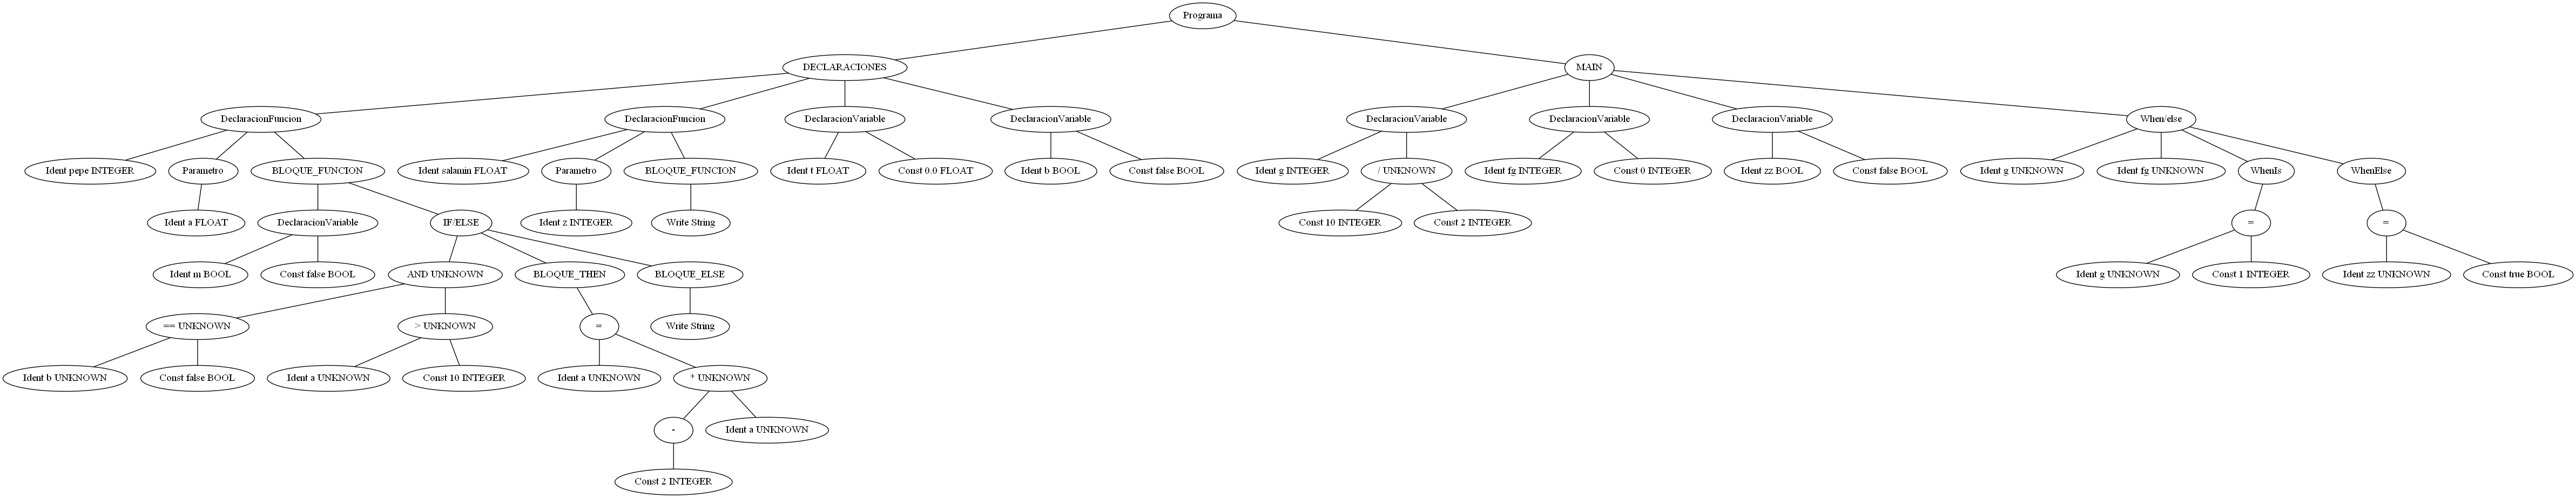 Programa
DECLARACIONES
MAIN
DeclaracionFuncion
DeclaracionFuncion
DeclaracionVariable
DeclaracionVariable
DeclaracionVariable
DeclaracionVariable
DeclaracionVariable
When/else
Ident pepe INTEGER
Parametro
BLOQUE_FUNCION
Ident salamin FLOAT
Parametro
BLOQUE_FUNCION
Ident t FLOAT
Const 0.0 FLOAT
Ident b BOOL
Const false BOOL
Ident g INTEGER
/ UNKNOWN
Ident fg INTEGER
Const 0 INTEGER
Ident zz BOOL
Const false BOOL
Ident g UNKNOWN
Ident fg UNKNOWN
WhenIs
WhenElse
Ident a FLOAT
DeclaracionVariable
IF/ELSE
Ident z INTEGER
Write String
Const 10 INTEGER
Const 2 INTEGER
=
=
Ident m BOOL
Const false BOOL
AND UNKNOWN
BLOQUE_THEN
BLOQUE_ELSE
Ident g UNKNOWN
Const 1 INTEGER
Ident zz UNKNOWN
Const true BOOL
== UNKNOWN
> UNKNOWN
=
Write String
Ident b UNKNOWN
Const false BOOL
Ident a UNKNOWN
Const 10 INTEGER
Ident a UNKNOWN
* UNKNOWN
-
Ident a UNKNOWN
Const 2 INTEGER